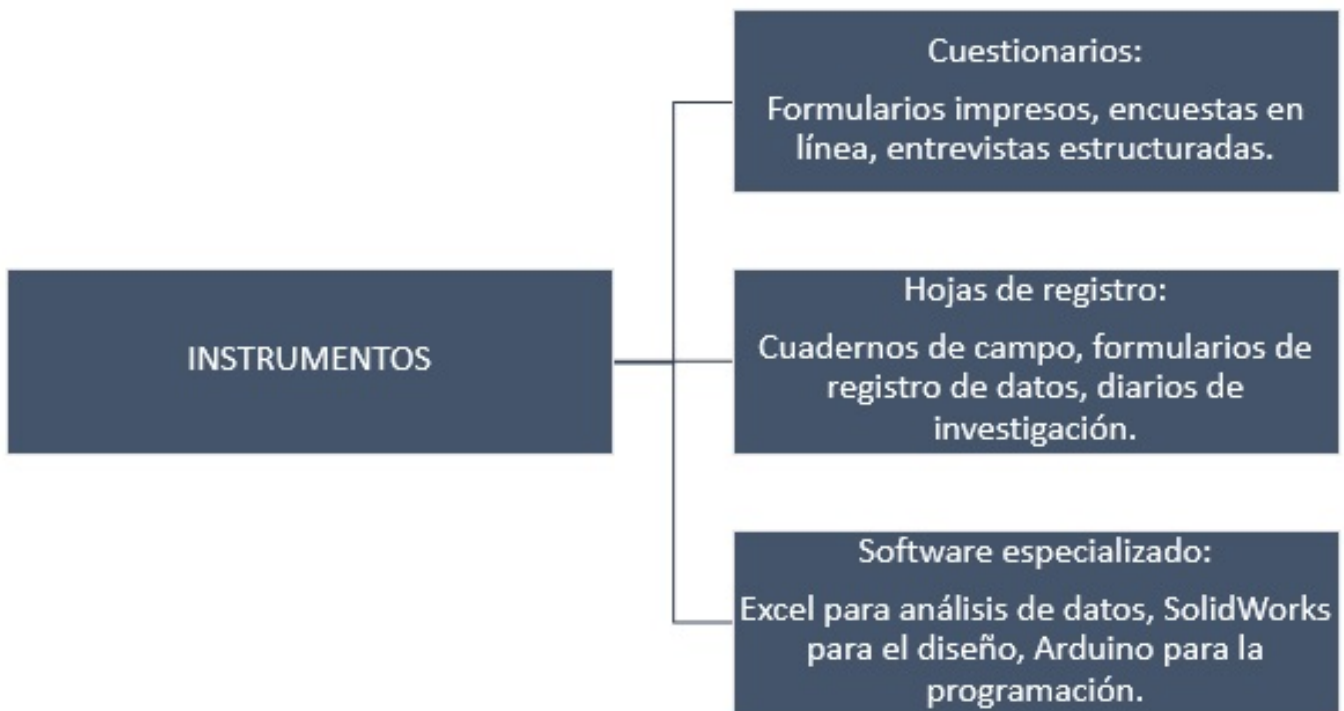 Cuestionarios:
Formularios impresos, encuestas en
línea, entrevistas estructuradas.
INSTRUMENTOS
Hojas de registro:
Cuadernos de campo, formularios de
registro de datos, diarios de
investigación.
Software especializado:
Excel para análisis de datos, SolidWorks
para el diseño, Arduino para la
programación.